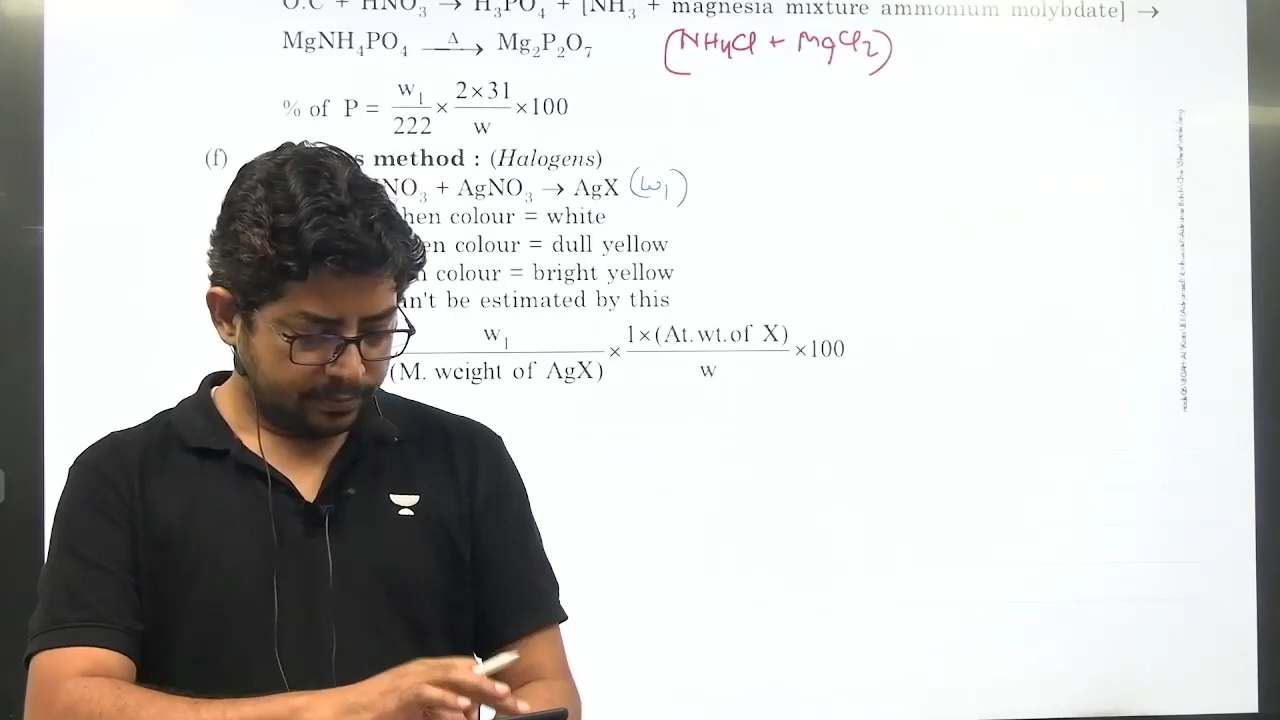 O.C + HNO₃ → H₃PO₄ + [NH₃ + magnesia mixture ammonium molybdate] →
MgNH₄PO₄ —Δ→ Mg₂P₂O₇ (NH₄Cl + MgCl₂)
% of P = w₁/222 × 2×31/w ×100
(f) s method : (Halogens)
NO₃ + AgNO₃ → AgX (w₁)
hen colour = white
en colour = dull yellow
n colour = bright yellow
an't be estimated by this
w₁/(M. weight of AgX) × 1×(At.wt.of X)/w ×100